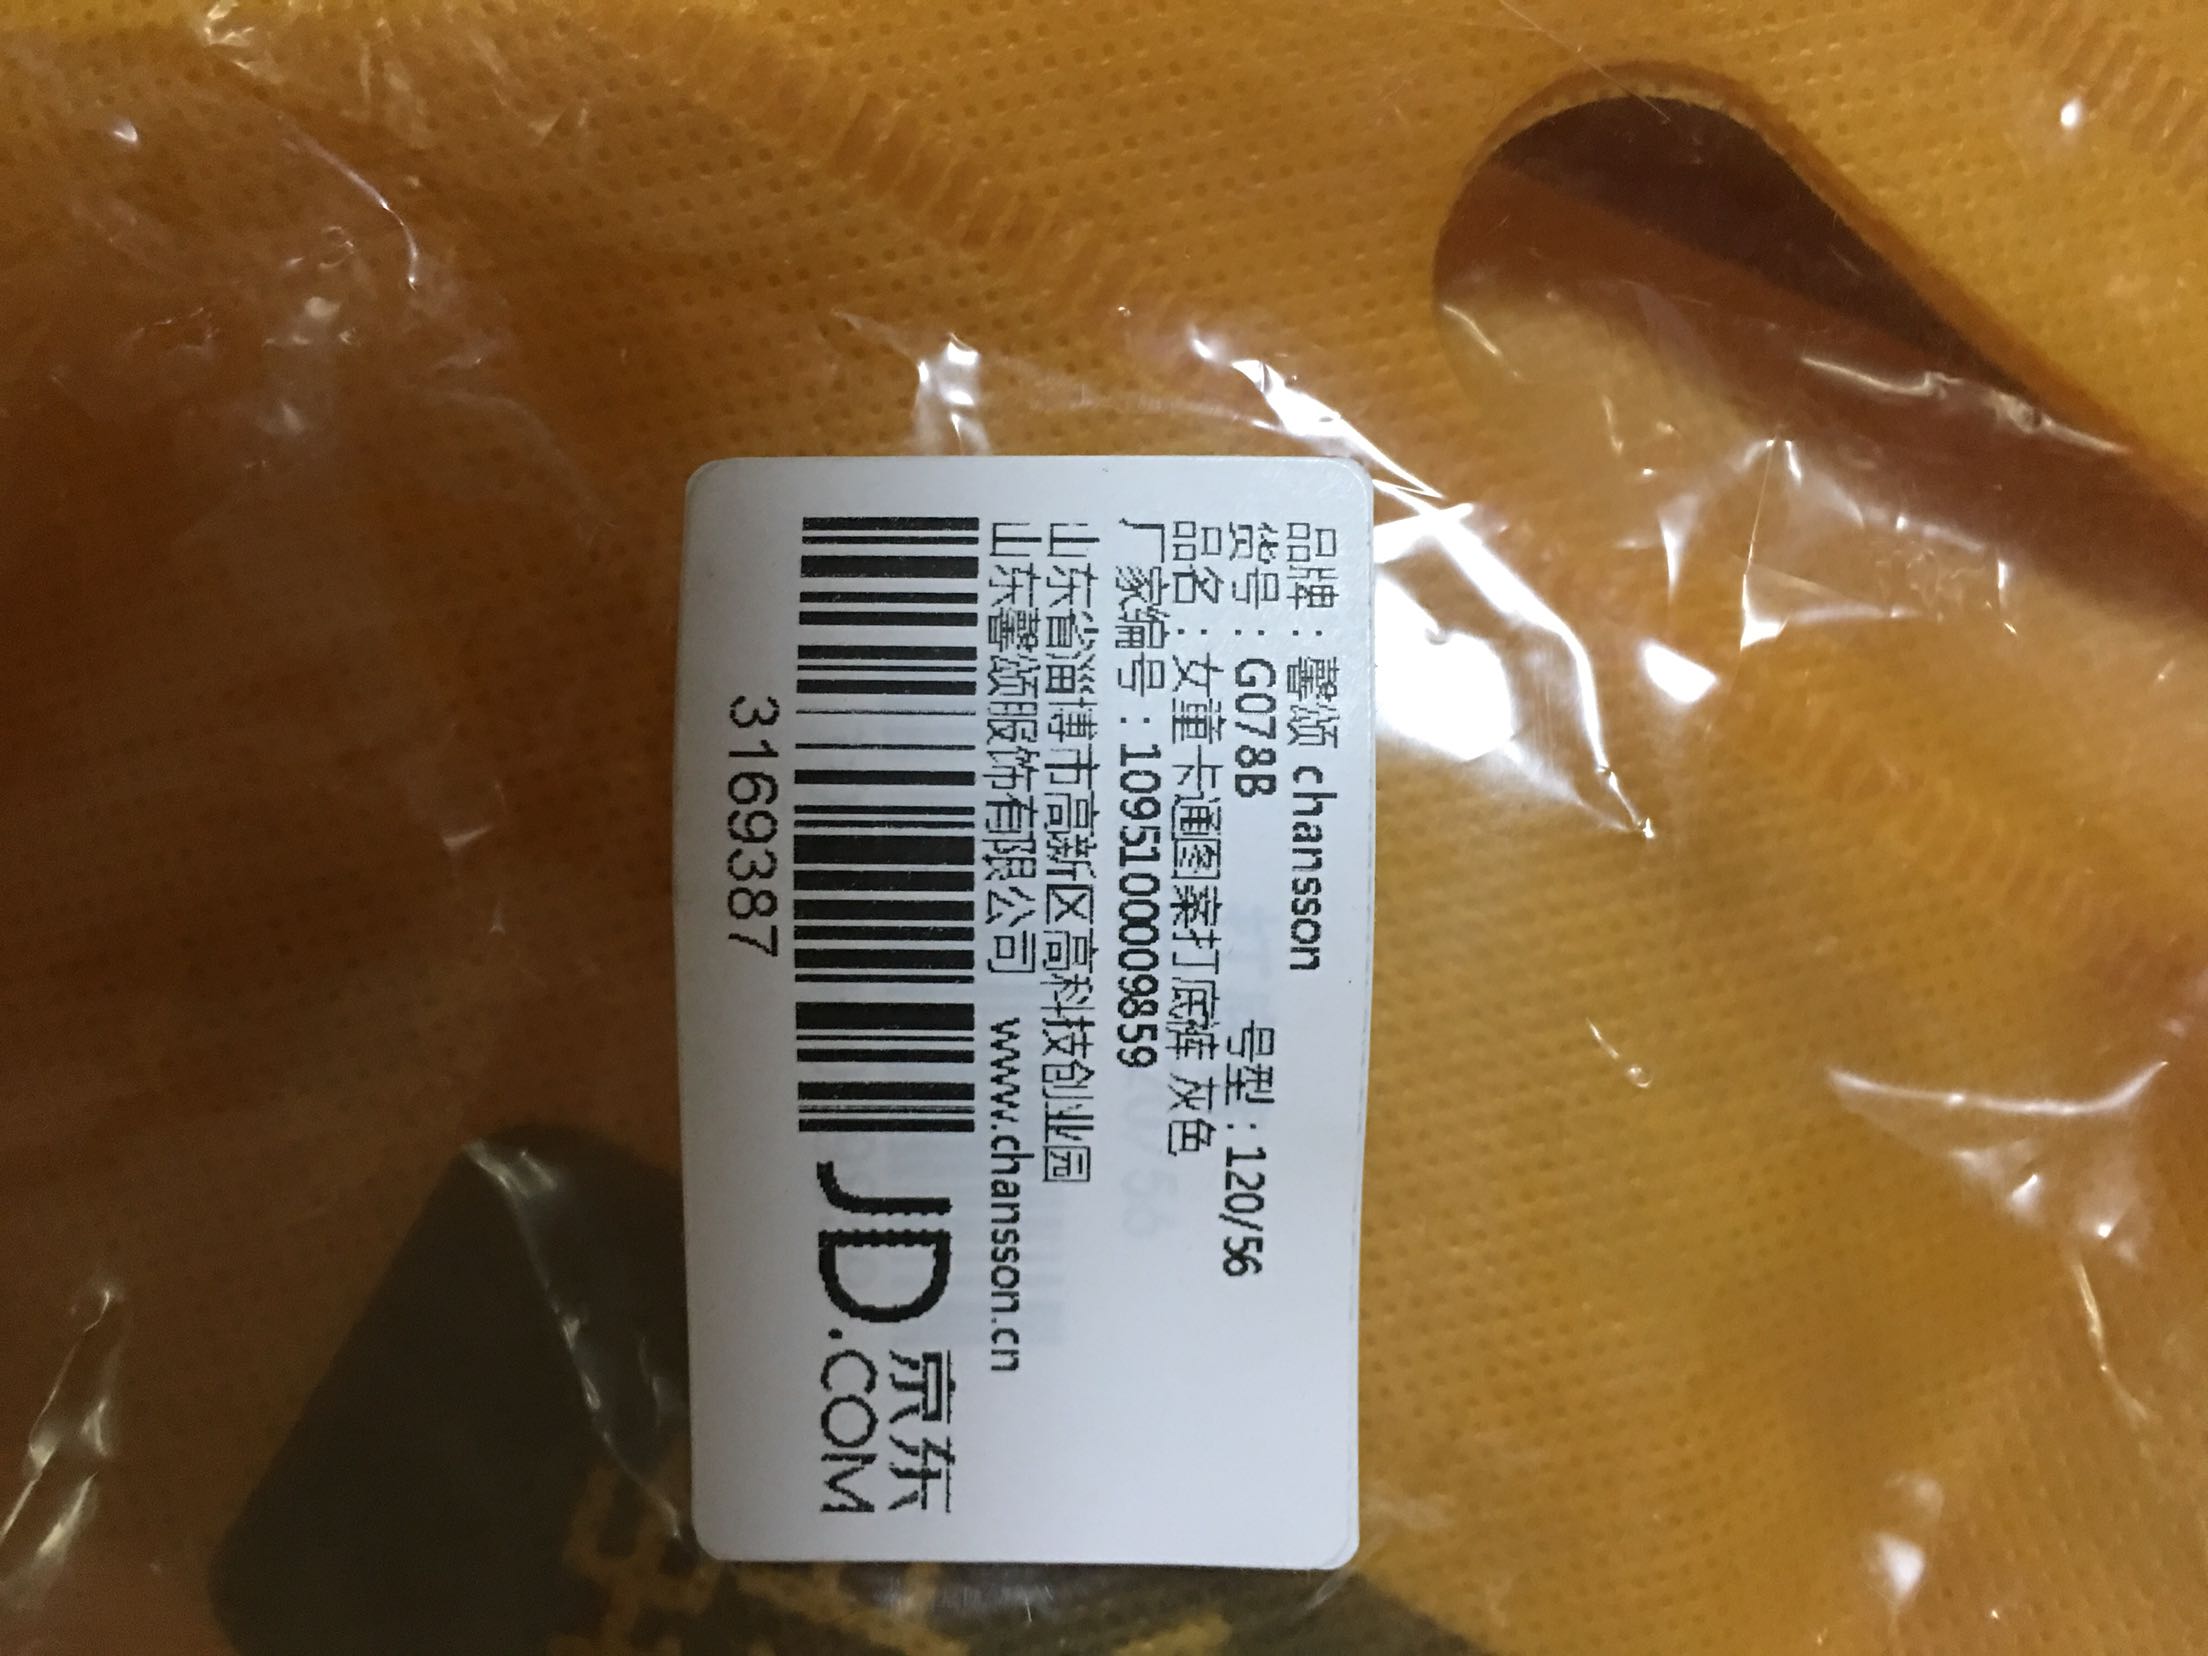 品牌：馨颂 chansson
货号：G078B 号型：120/56
品名：女童卡通图案打底裤 灰色
厂家编号：1095100009859
山东省淄博市高新区高科技创业园
山东馨颂服饰有限公司 www.chansson.cn
3169387
京东
JD.COM